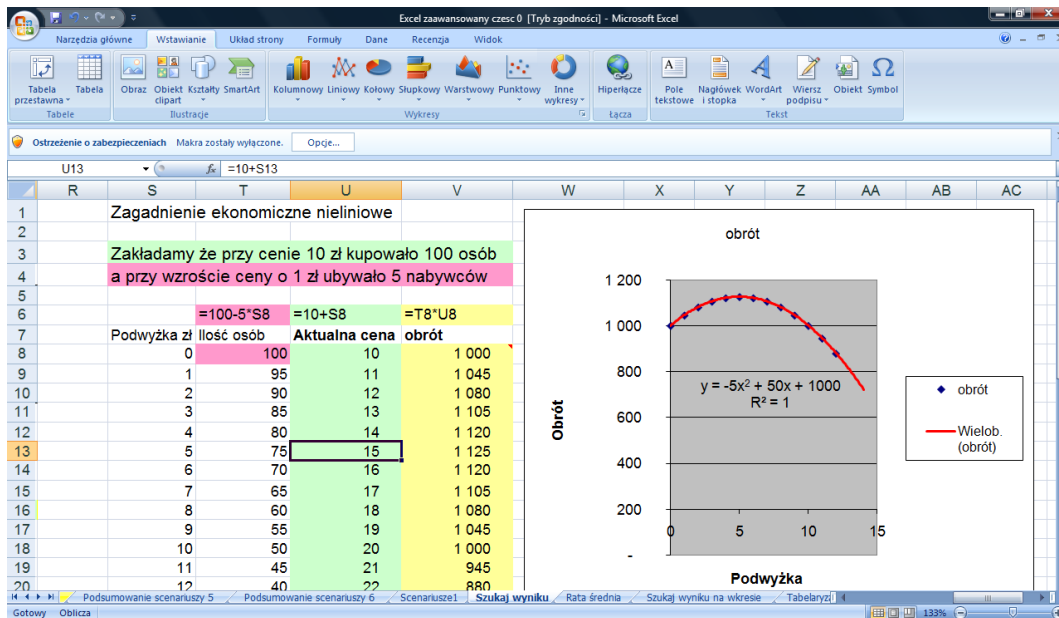 Excel zaawansowany czesc 0 [Tryb zgodności] - Microsoft Excel
Narzędzia główne Wstawianie Układ strony Formuły Dane Recenzja Widok
Tabela przestawna Tabela Obraz Obiekt clipart Kształty SmartArt Kolumnowy Liniowy Kołowy Słupkowy Warstwowy Punktowy Inne wykresy Hiperłącze Pole tekstowe Nagłówek i stopka WordArt Wiersz podpisu Obiekt Symbol
Tabele Ilustracje Wykresy Łącza Tekst
Ostrzeżenie o zabezpieczeniach Makra zostały wyłączone. Opcje...
U13 fx =10+S13
R S T U V W X Y Z AA AB AC
1 Zagadnienie ekonomiczne nieliniowe
2
3 Zakładamy że przy cenie 10 zł kupowało 100 osób
4 a przy wzroście ceny o 1 zł ubywało 5 nabywców
5
6 =100-5*S8 =10+S8 =T8*U8
7 Podwyżka zł Ilość osób Aktualna cena obrót
8 0 100 10 1 000
9 1 95 11 1 045
10 2 90 12 1 080
11 3 85 13 1 105
12 4 80 14 1 120
13 5 75 15 1 125
14 6 70 16 1 120
15 7 65 17 1 105
16 8 60 18 1 080
17 9 55 19 1 045
18 10 50 20 1 000
19 11 45 21 945
20 12 40 22 880
obrót
1 200
1 000
800
600
400
200
-
Obrót
y = -5x² + 50x + 1000
R² = 1
0 5 10 15
Podwyżka
obrót
Wielob.
(obrót)
Podsumowanie scenariuszy 5 Podsumowanie scenariuszy 6 Scenariusze1 Szukaj wyniku Rata średnia Szukaj wyniku na wkresie Tabelaryz
Gotowy Oblicza 133%